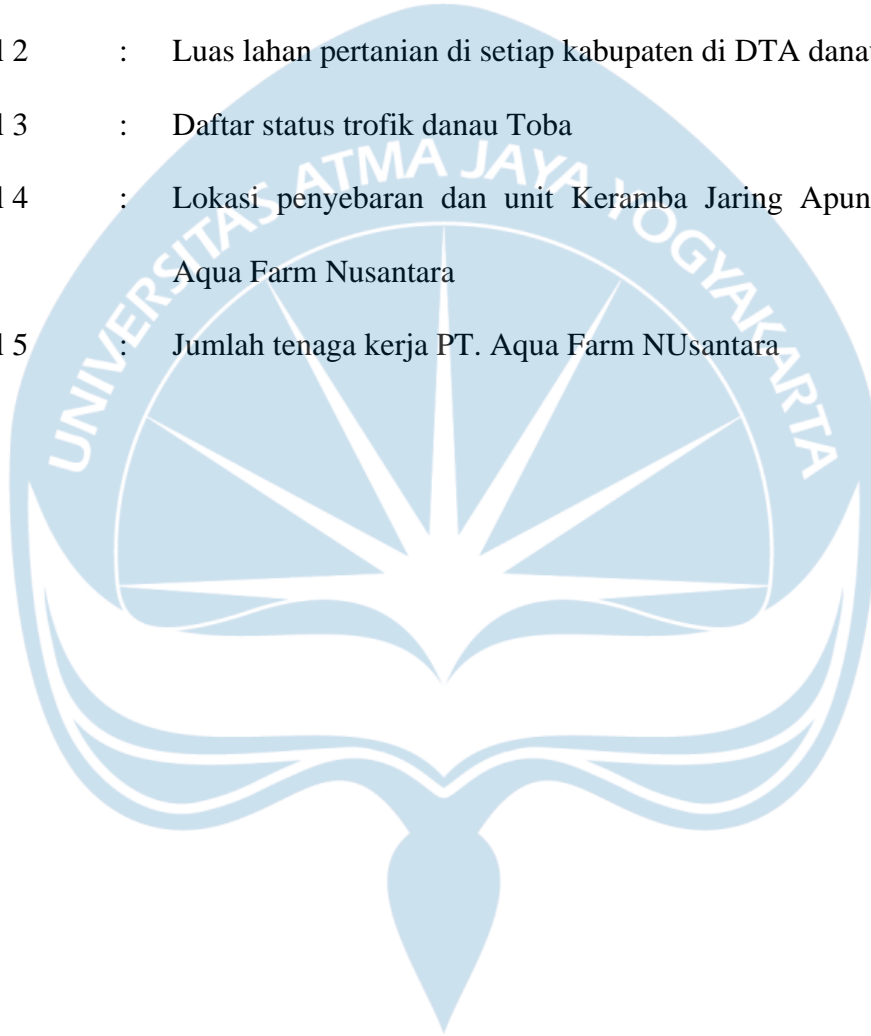 l 2 : Luas lahan pertanian di setiap kabupaten di DTA danau
l 3 : Daftar status trofik danau Toba
l 4 : Lokasi penyebaran dan unit Keramba Jaring Apun
Aqua Farm Nusantara
l 5 : Jumlah tenaga kerja PT. Aqua Farm NUsantara
UNIVERSITAS ATMA JAYA YOGYAKARTA